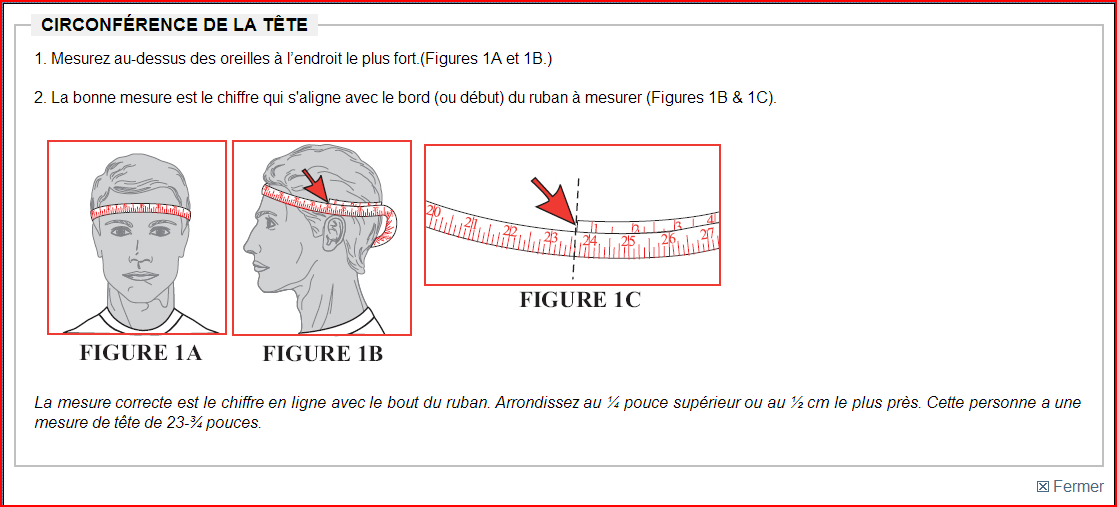 CIRCONFÉRENCE DE LA TÊTE
1. Mesurez au-dessus des oreilles à l’endroit le plus fort.(Figures 1A et 1B.)
2. La bonne mesure est le chiffre qui s'aligne avec le bord (ou début) du ruban à mesurer (Figures 1B & 1C).
1 2 3 4
20 21 22 23 24 25 26 27
FIGURE 1A
FIGURE 1B
FIGURE 1C
La mesure correcte est le chiffre en ligne avec le bout du ruban. Arrondissez au ¼ pouce supérieur ou au ½ cm le plus près. Cette personne a une
mesure de tête de 23-¾ pouces.
Fermer